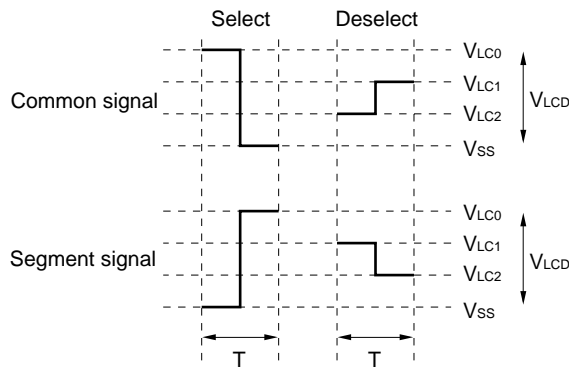 Select Deselect
VLC0
VLC1
Common signal VLCD
VLC2
VSS
VLC0
VLC1
Segment signal VLCD
VLC2
VSS
T T